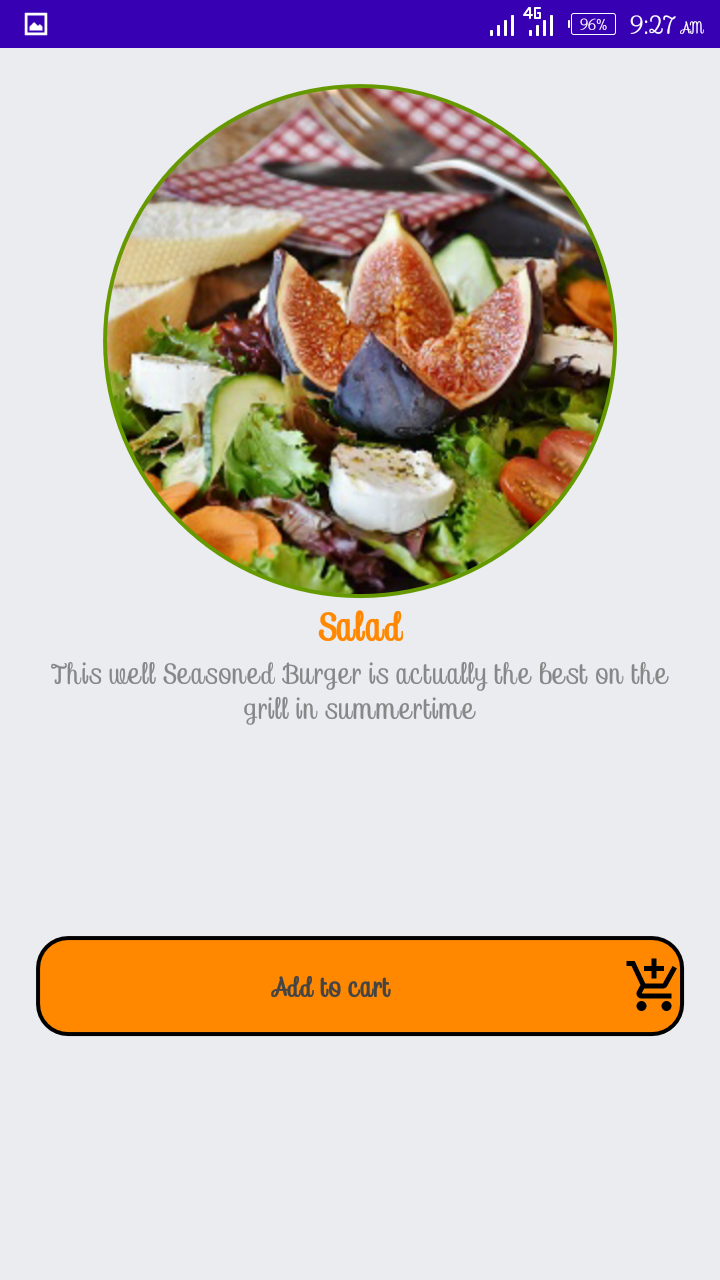 4G 96% 9:27 AM
Salad
This well Seasoned Burger is actually the best on the
grill in summertime
Add to cart